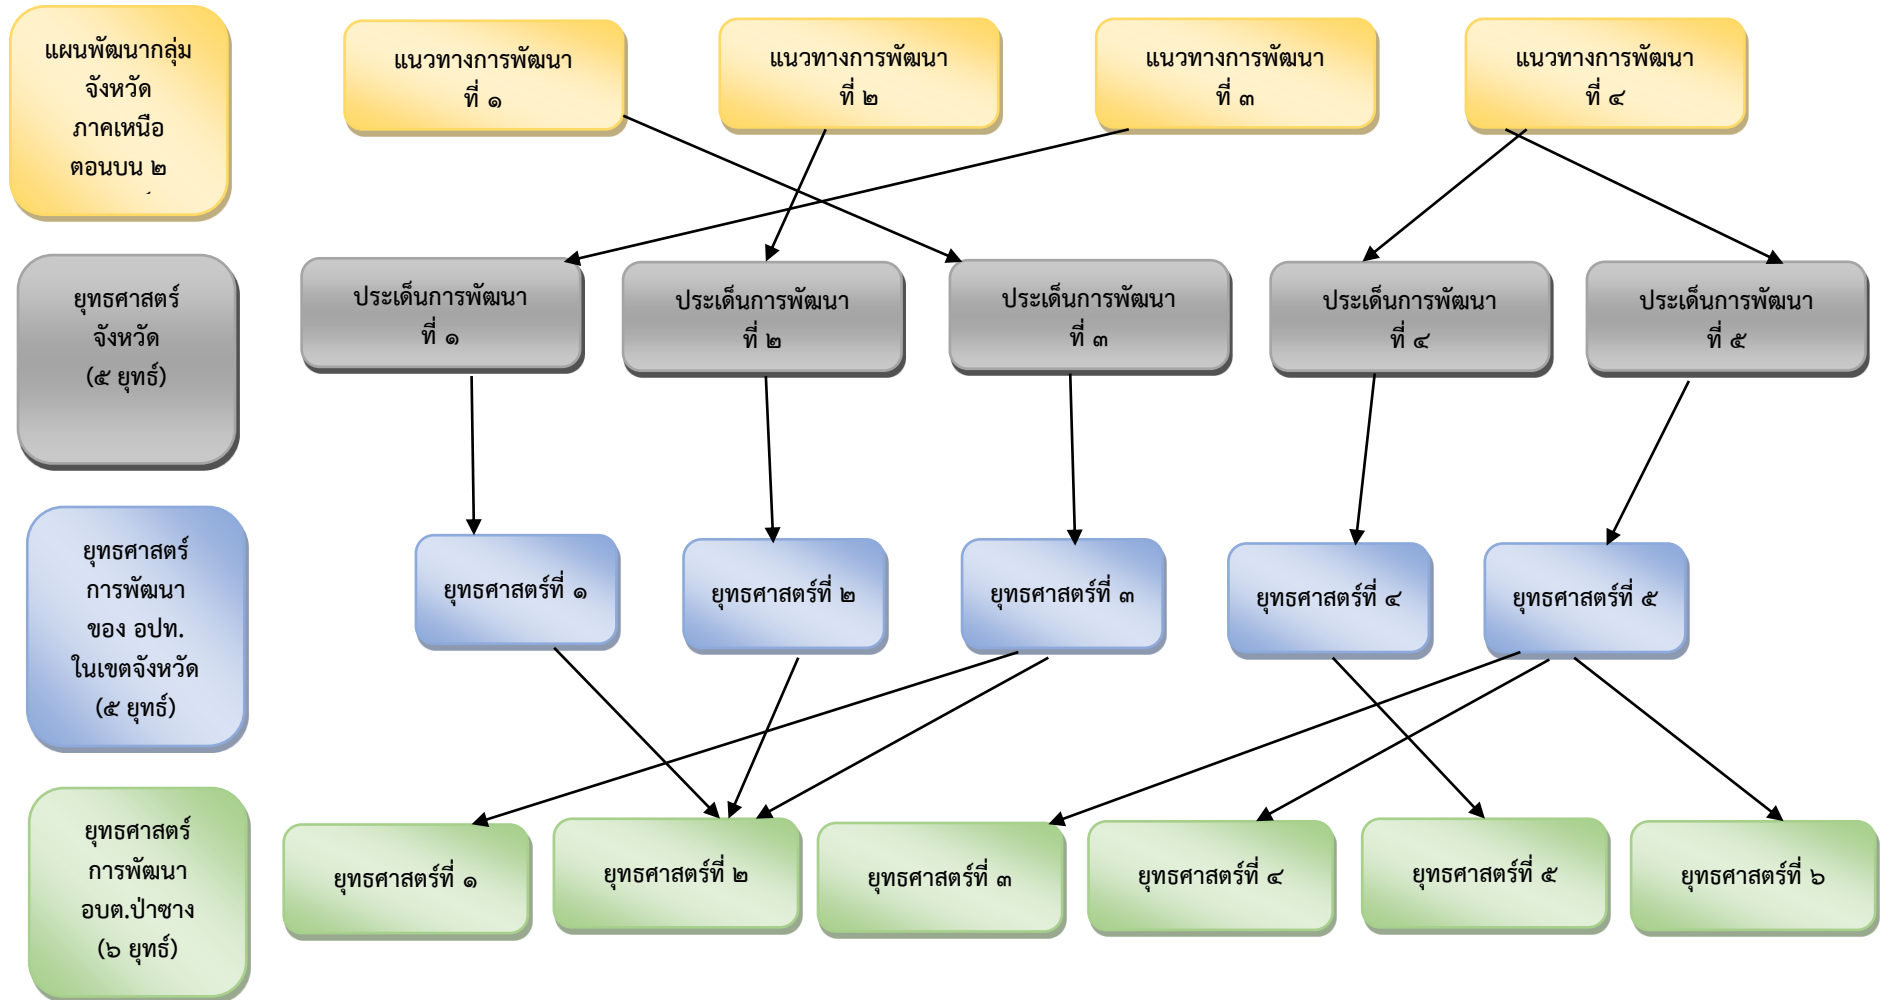 แผนพัฒนากลุ่ม
จังหวัด
ภาคเหนือ
ตอนบน ๒
แนวทางการพัฒนา
ที่ ๑
แนวทางการพัฒนา
ที่ ๒
แนวทางการพัฒนา
ที่ ๓
แนวทางการพัฒนา
ที่ ๔
ยุทธศาสตร์
จังหวัด
(๕ ยุทธ์)
ประเด็นการพัฒนา
ที่ ๑
ประเด็นการพัฒนา
ที่ ๒
ประเด็นการพัฒนา
ที่ ๓
ประเด็นการพัฒนา
ที่ ๔
ประเด็นการพัฒนา
ที่ ๕
ยุทธศาสตร์
การพัฒนา
ของ อปท.
ในเขตจังหวัด
(๕ ยุทธ์)
ยุทธศาสตร์ที่ ๑
ยุทธศาสตร์ที่ ๒
ยุทธศาสตร์ที่ ๓
ยุทธศาสตร์ที่ ๔
ยุทธศาสตร์ที่ ๕
ยุทธศาสตร์
การพัฒนา
อบต.ป่าซาง
(๖ ยุทธ์)
ยุทธศาสตร์ที่ ๑
ยุทธศาสตร์ที่ ๒
ยุทธศาสตร์ที่ ๓
ยุทธศาสตร์ที่ ๔
ยุทธศาสตร์ที่ ๕
ยุทธศาสตร์ที่ ๖